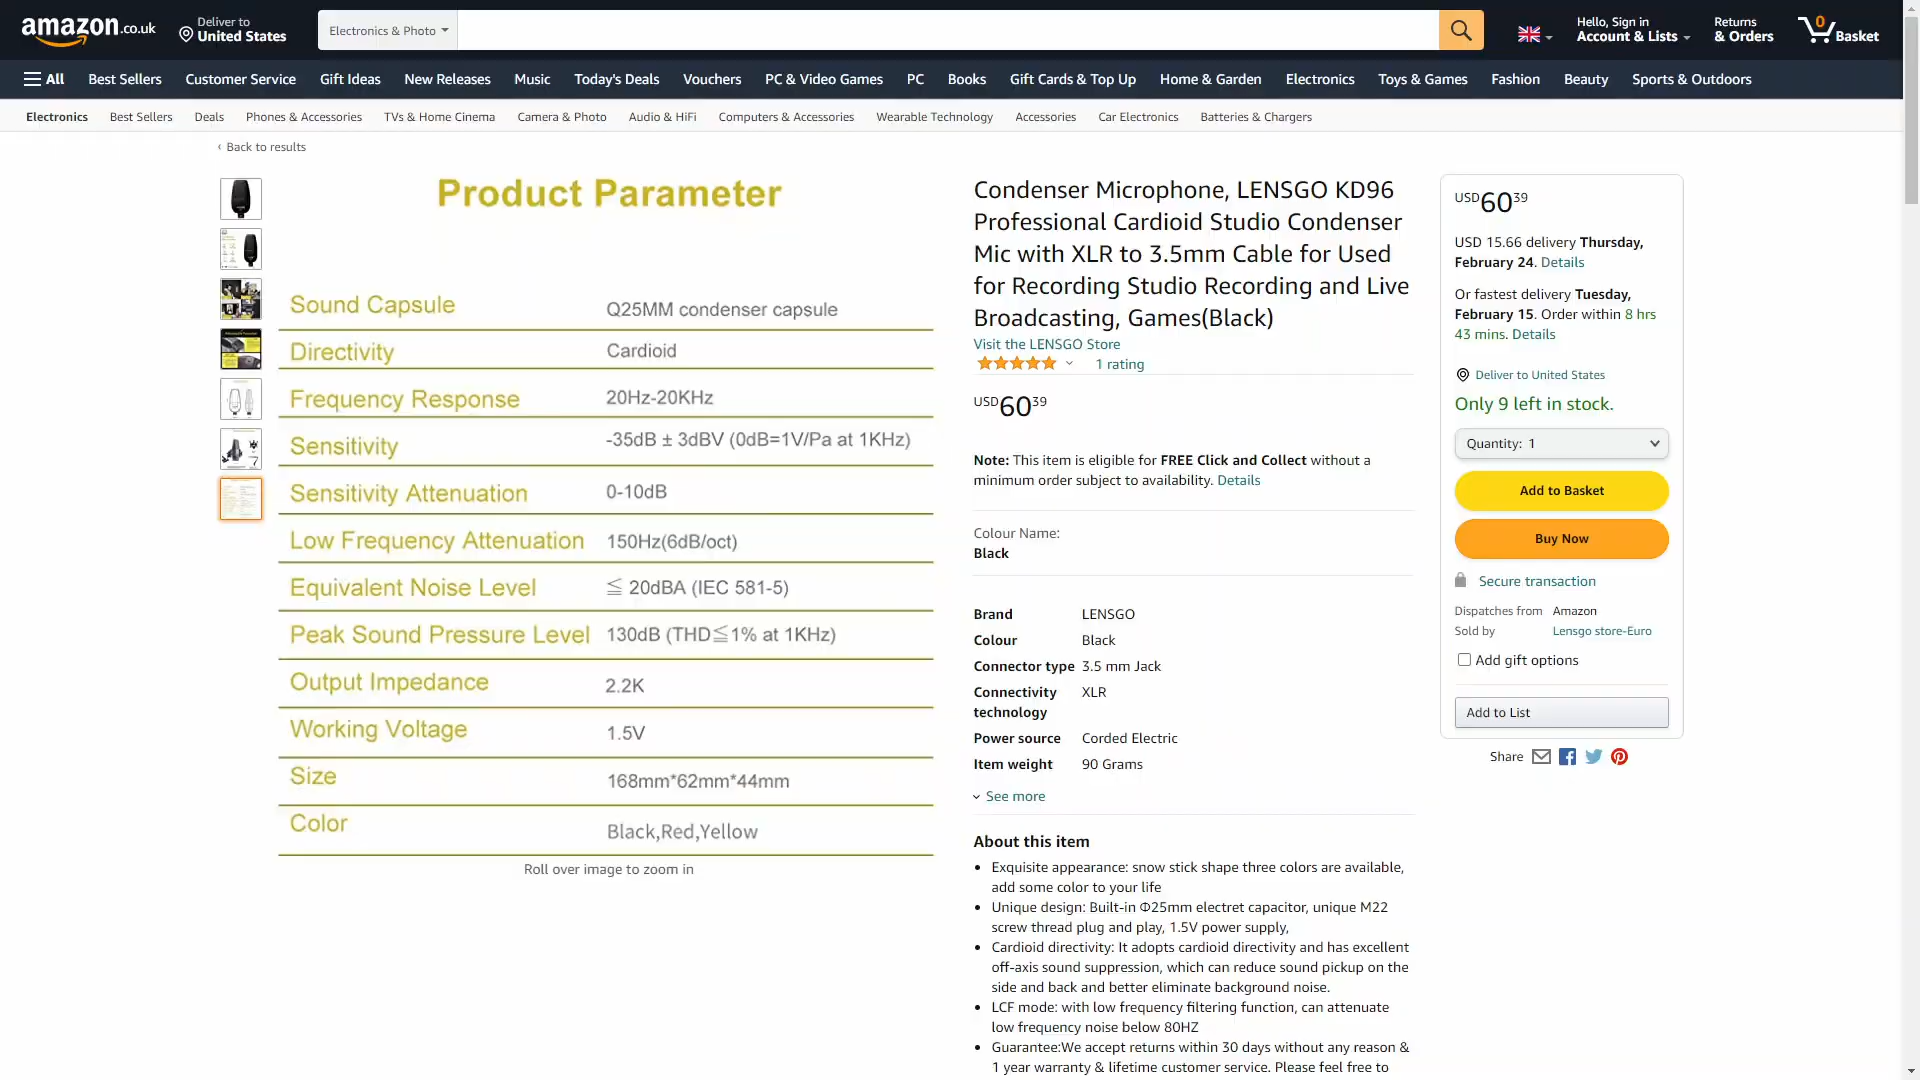 amazon.co.uk
Deliver to
United States
Electronics & Photo
Hello, Sign in
Account & Lists
Returns
& Orders
0
Basket
All
Best Sellers
Customer Service
Gift Ideas
New Releases
Music
Today's Deals
Vouchers
PC & Video Games
PC
Books
Gift Cards & Top Up
Home & Garden
Electronics
Toys & Games
Fashion
Beauty
Sports & Outdoors
Electronics
Best Sellers
Deals
Phones & Accessories
TVs & Home Cinema
Camera & Photo
Audio & HiFi
Computers & Accessories
Wearable Technology
Accessories
Car Electronics
Batteries & Chargers
‹ Back to results
Product Parameter
Sound Capsule Q25MM condenser capsule
Directivity Cardioid
Frequency Response 20Hz-20KHz
Sensitivity -35dB ± 3dBV (0dB=1V/Pa at 1KHz)
Sensitivity Attenuation 0-10dB
Low Frequency Attenuation 150Hz(6dB/oct)
Equivalent Noise Level ≦ 20dBA (IEC 581-5)
Peak Sound Pressure Level 130dB (THD≦1% at 1KHz)
Output Impedance 2.2K
Working Voltage 1.5V
Size 168mm*62mm*44mm
Color Black,Red,Yellow
Roll over image to zoom in
Condenser Microphone, LENSGO KD96
Professional Cardioid Studio Condenser
Mic with XLR to 3.5mm Cable for Used
for Recording Studio Recording and Live
Broadcasting, Games(Black)
Visit the LENSGO Store
1 rating
USD60 39
Note: This item is eligible for FREE Click and Collect without a
minimum order subject to availability. Details
Colour Name:
Black
Brand LENSGO
Colour Black
Connector type 3.5 mm Jack
Connectivity XLR
technology
Power source Corded Electric
Item weight 90 Grams
See more
About this item
Exquisite appearance: snow stick shape three colors are available,
add some color to your life
Unique design: Built-in Φ25mm electret capacitor, unique M22
screw thread plug and play, 1.5V power supply,
Cardioid directivity: It adopts cardioid directivity and has excellent
off-axis sound suppression, which can reduce sound pickup on the
side and back and better eliminate background noise.
LCF mode: with low frequency filtering function, can attenuate
low frequency noise below 80HZ
Guarantee:We accept returns within 30 days without any reason &
1 year warranty & lifetime customer service. Please feel free to
USD60 39
USD 15.66 delivery Thursday,
February 24. Details
Or fastest delivery Tuesday,
February 15. Order within 8 hrs
43 mins. Details
Deliver to United States
Only 9 left in stock.
Quantity: 1
Add to Basket
Buy Now
Secure transaction
Dispatches from Amazon
Sold by Lensgo store-Euro
Add gift options
Add to List
Share